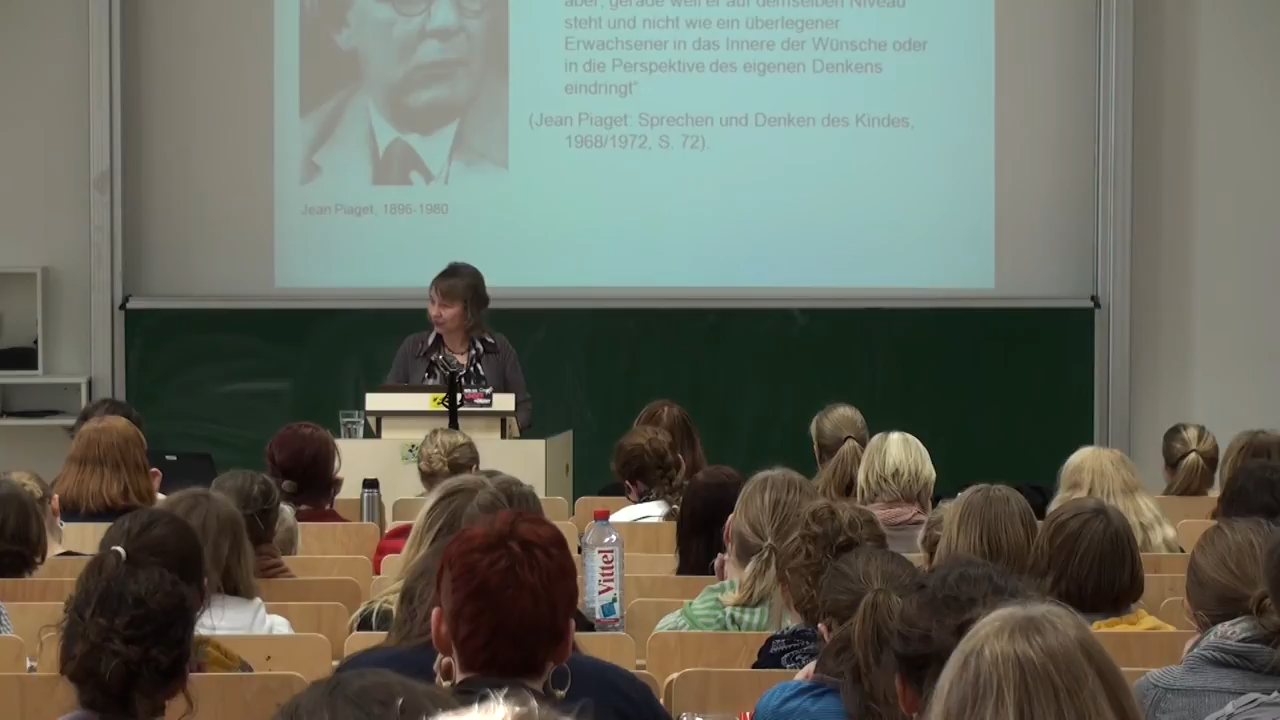 aber, gerade weil er auf demselben Niveau
steht und nicht wie ein überlegener
Erwachsener in das Innere der Wünsche oder
in die Perspektive des eigenen Denkens
eindringt“
(Jean Piaget: Sprechen und Denken des Kindes,
1968/1972, S. 72).
Jean Piaget, 1896-1980
Vittel